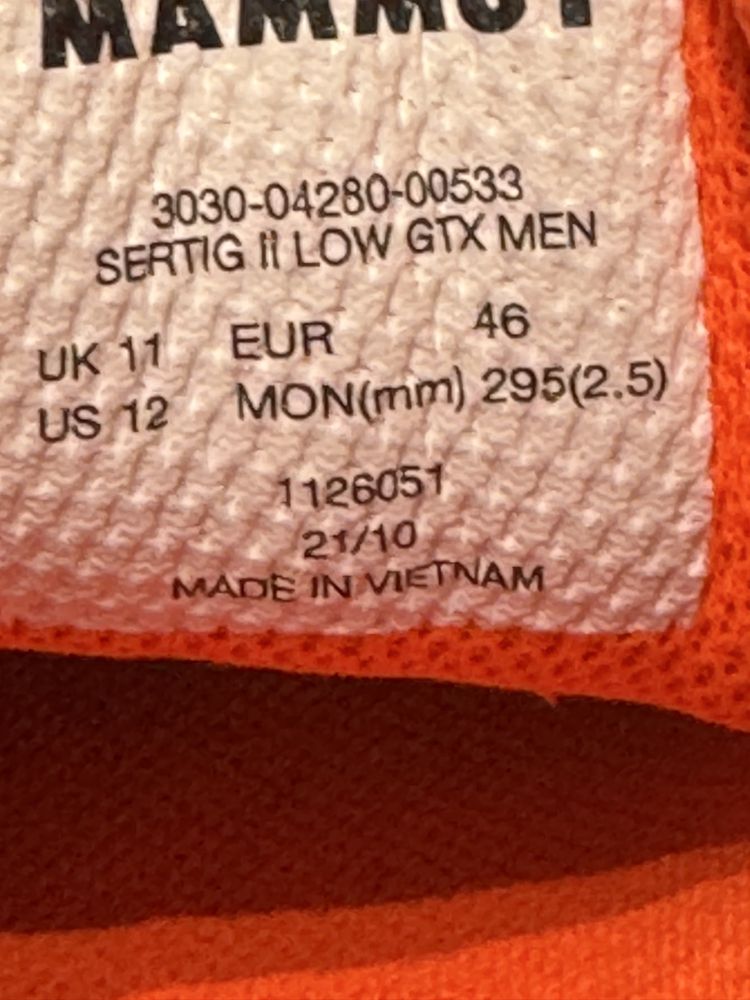 MAMMUT
3030-04280-00533
SERTIG II LOW GTX MEN
UK 11 EUR 46
US 12 MON(mm) 295(2.5)
1126051
21/10
MADE IN VIETNAM